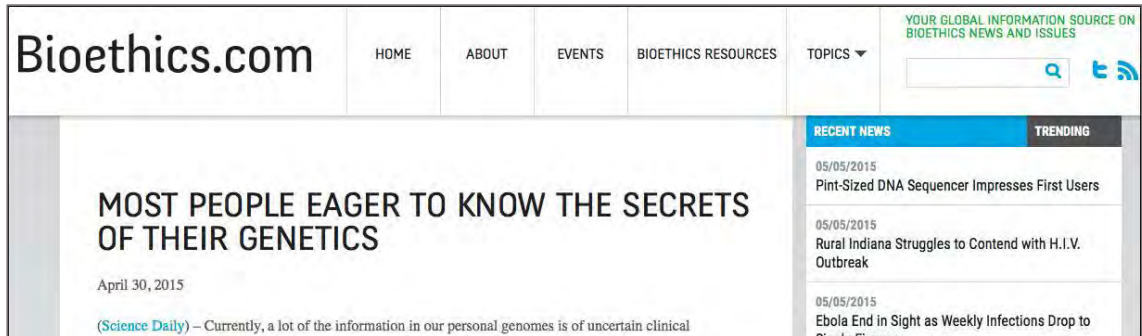 Bioethics.com
HOME
ABOUT
EVENTS
BIOETHICS RESOURCES
TOPICS
YOUR GLOBAL INFORMATION SOURCE ON
BIOETHICS NEWS AND ISSUES
MOST PEOPLE EAGER TO KNOW THE SECRETS
OF THEIR GENETICS
April 30, 2015
(Science Daily) – Currently, a lot of the information in our personal genomes is of uncertain clinical
RECENT NEWS
TRENDING
05/05/2015
Pint-Sized DNA Sequencer Impresses First Users
05/05/2015
Rural Indiana Struggles to Contend with H.I.V.
Outbreak
05/05/2015
Ebola End in Sight as Weekly Infections Drop to